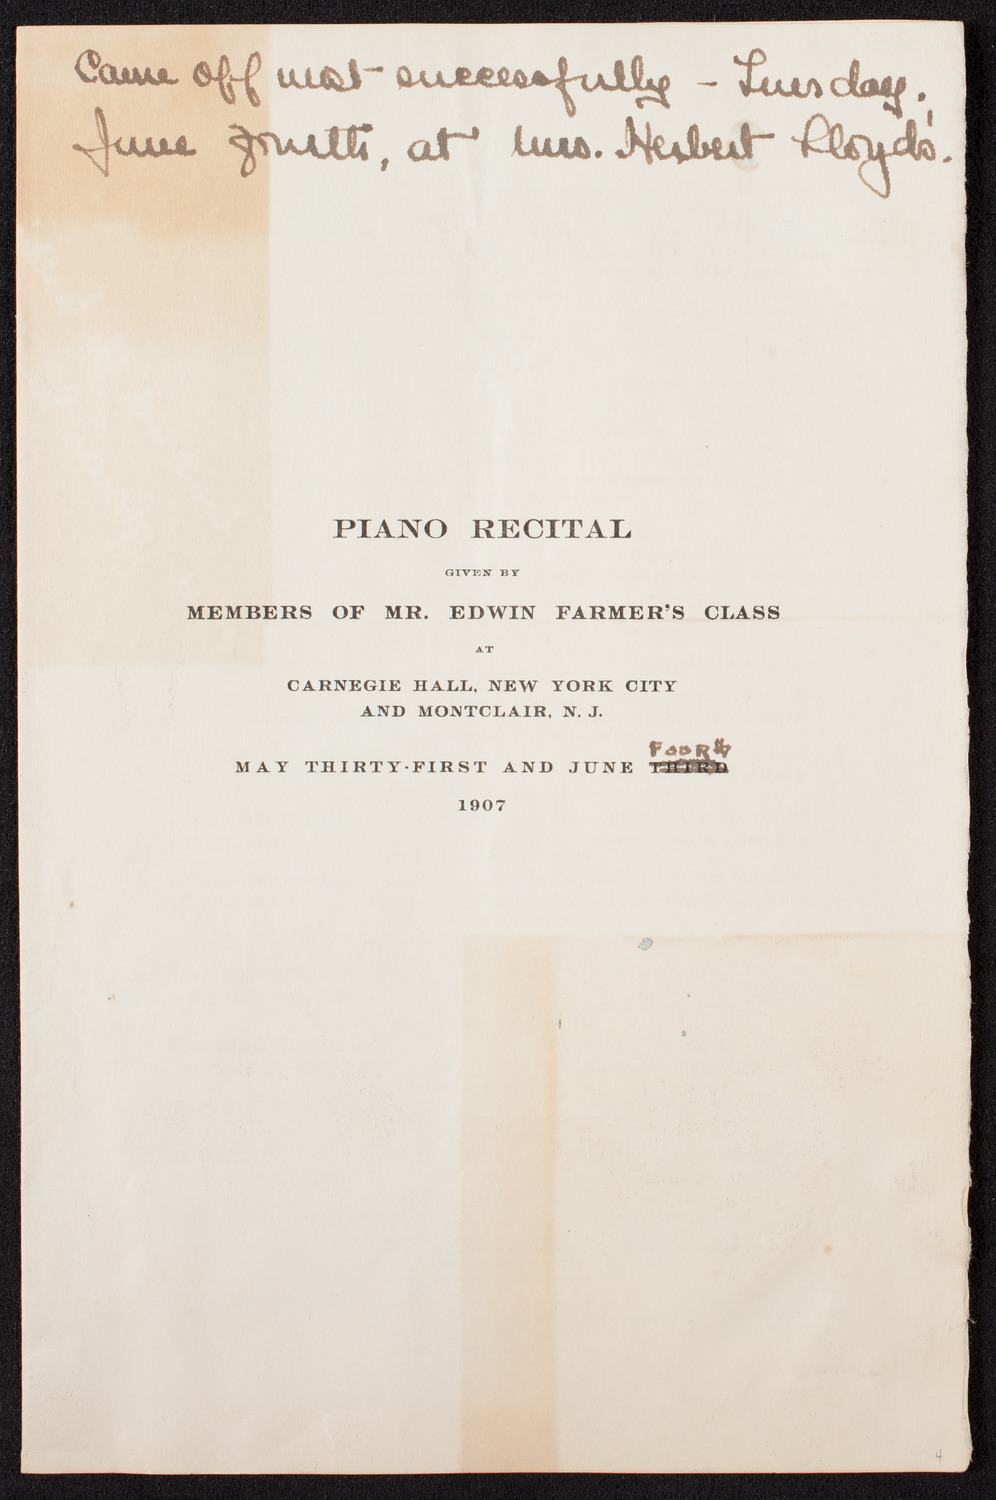 Came off most successfully – Tuesday,
June fourth, at Mrs. Herbert Lloyd's.
PIANO RECITAL
GIVEN BY
MEMBERS OF MR. EDWIN FARMER'S CLASS
AT
CARNEGIE HALL, NEW YORK CITY
AND MONTCLAIR, N. J.
FOURth
MAY THIRTY-FIRST AND JUNE THIRD
1907
4